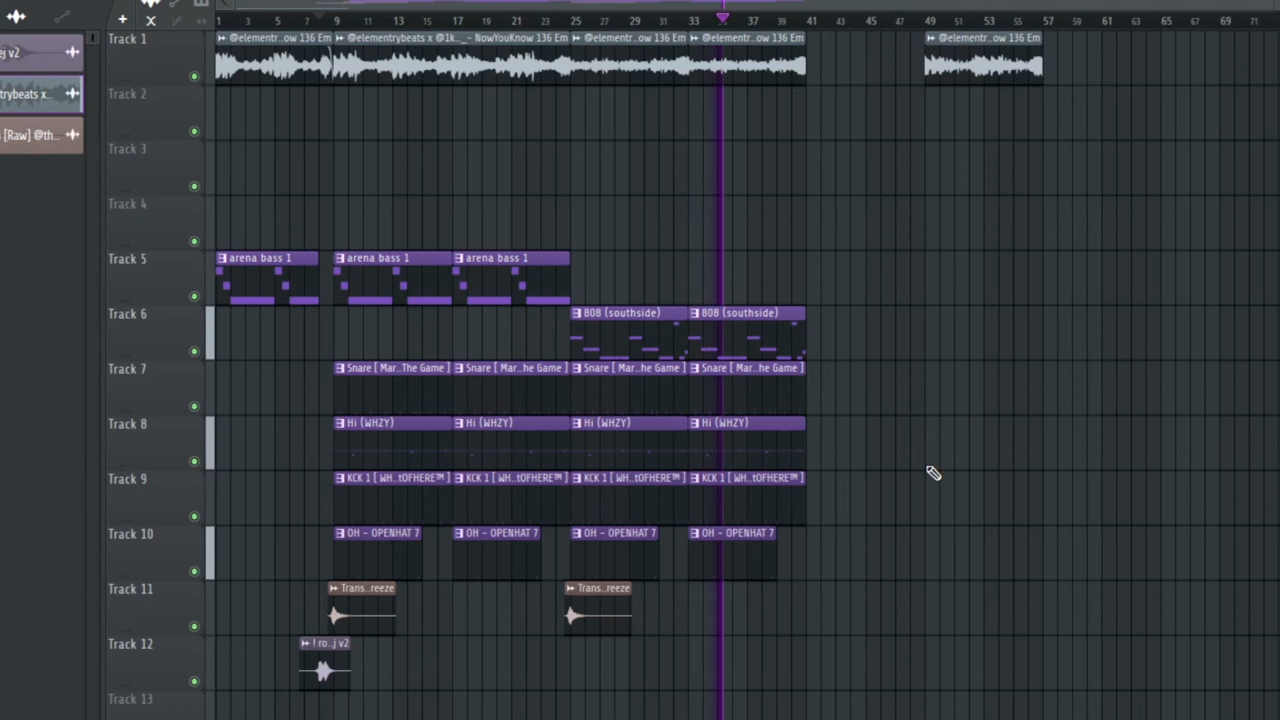 1 5 7 9 11 13 15 17 19 21 23 25 27 29 31 33 37 39 41 43 45 47 49 51 53 55 57 59 61 63 65 67 69 71
Track 1 @elementr..ow 136 Em @elementrybeats x @1k.._- NowYouKnow 136 Em @elementr..ow 136 Em @elementr..ow 136 Em @elementr..ow 136 Em
ej v2
Track 2
trybeats x..
[Raw] @th..
Track 3
Track 4
Track 5 arena bass 1 arena bass 1 arena bass 1
Track 6 808 (southside) 808 (southside)
Track 7 Snare [ Mar..The Game ] Snare [ Mar..he Game ] Snare [ Mar..he Game ] Snare [ Mar..he Game ]
Track 8 Hi (WHZY) Hi (WHZY) Hi (WHZY) Hi (WHZY)
Track 9 KCK 1 [ WH..tOFHERE™ ] KCK 1 [ WH..tOFHERE™ ] KCK 1 [ WH..tOFHERE™ ] KCK 1 [ WH..tOFHERE™ ]
Track 10 OH - OPENHAT 7 OH - OPENHAT 7 OH - OPENHAT 7 OH - OPENHAT 7
Track 11 Trans..reeze Trans..reeze
Track 12 ! ro..j v2
Track 13